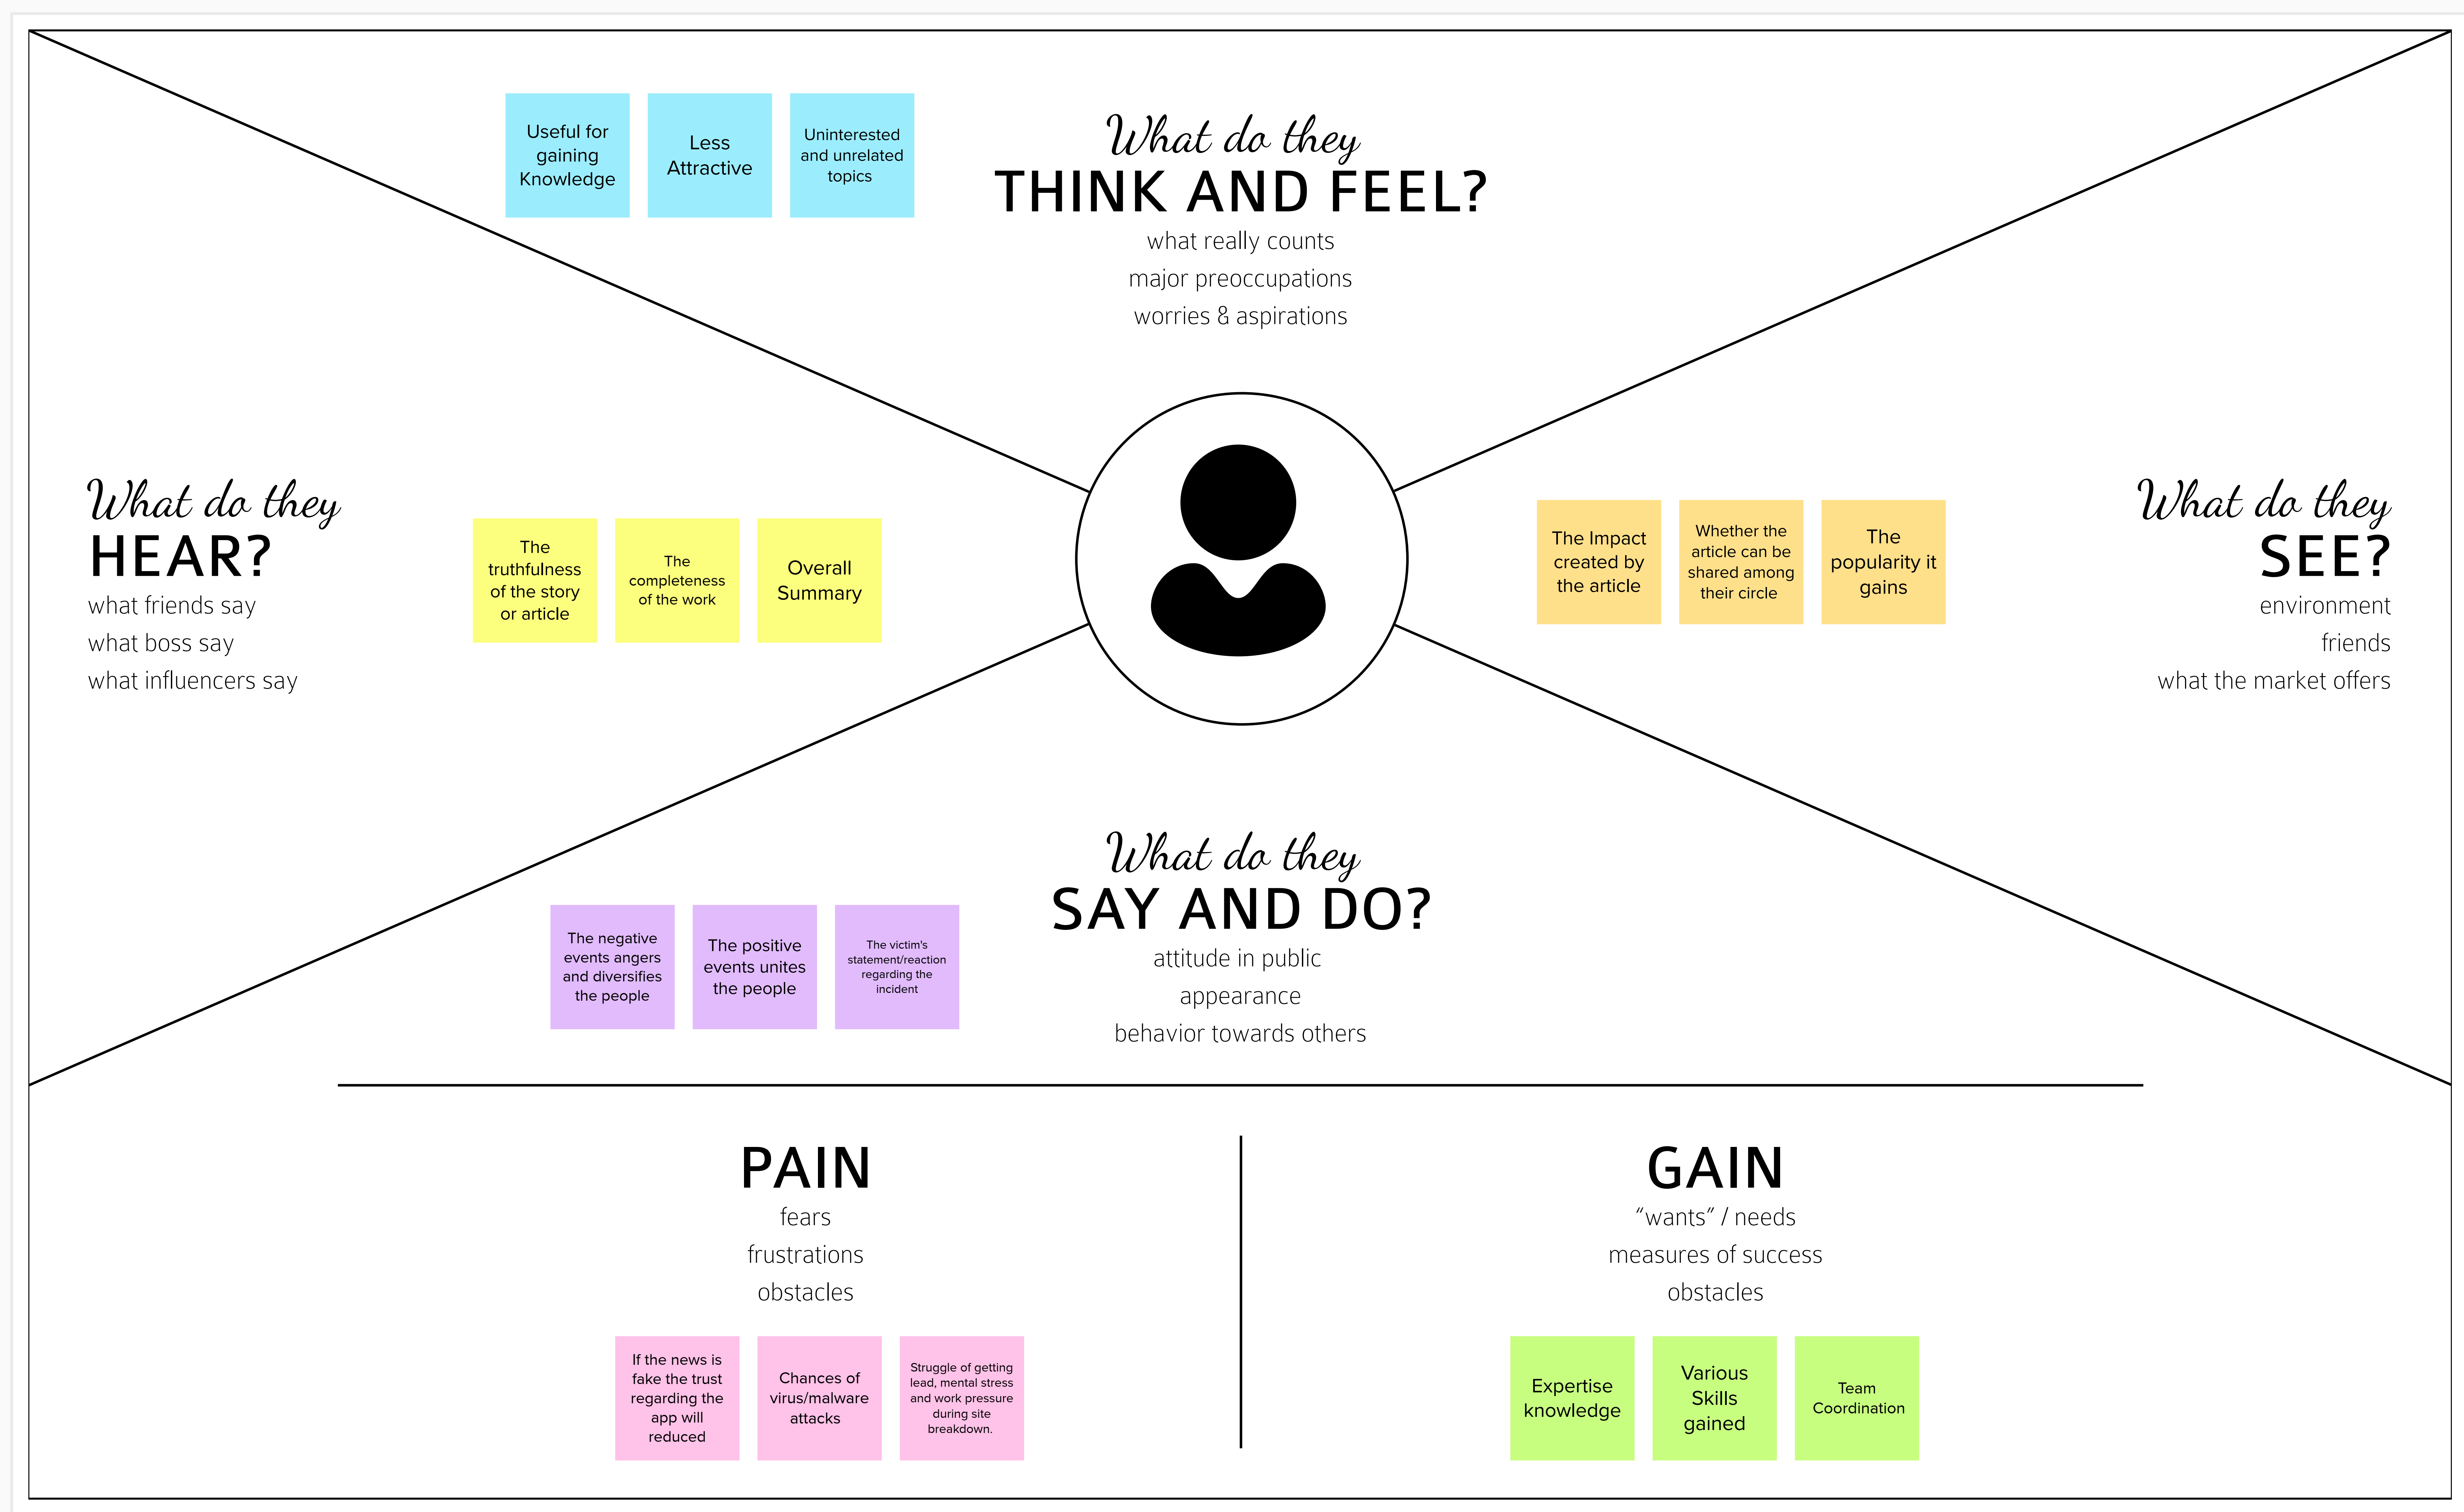 Useful for
gaining
Knowledge
Less
Attractive
Uninterested
and unrelated
topics
What do they
THINK AND FEEL?
what really counts
major preoccupations
worries & aspirations
What do they
HEAR?
what friends say
what boss say
what influencers say
The
truthfulness
of the story
or article
The
completeness
of the work
Overall
Summary
The Impact
created by
the article
Whether the
article can be
shared among
their circle
The
popularity it
gains
What do they
SEE?
environment
friends
what the market offers
The negative
events angers
and diversifies
the people
The positive
events unites
the people
The victim's
statement/reaction
regarding the
incident
What do they
SAY AND DO?
attitude in public
appearance
behavior towards others
PAIN
fears
frustrations
obstacles
If the news is
fake the trust
regarding the
app will
reduced
Chances of
virus/malware
attacks
Struggle of getting
lead, mental stress
and work pressure
during site
breakdown.
GAIN
“wants” / needs
measures of success
obstacles
Expertise
knowledge
Various
Skills
gained
Team
Coordination